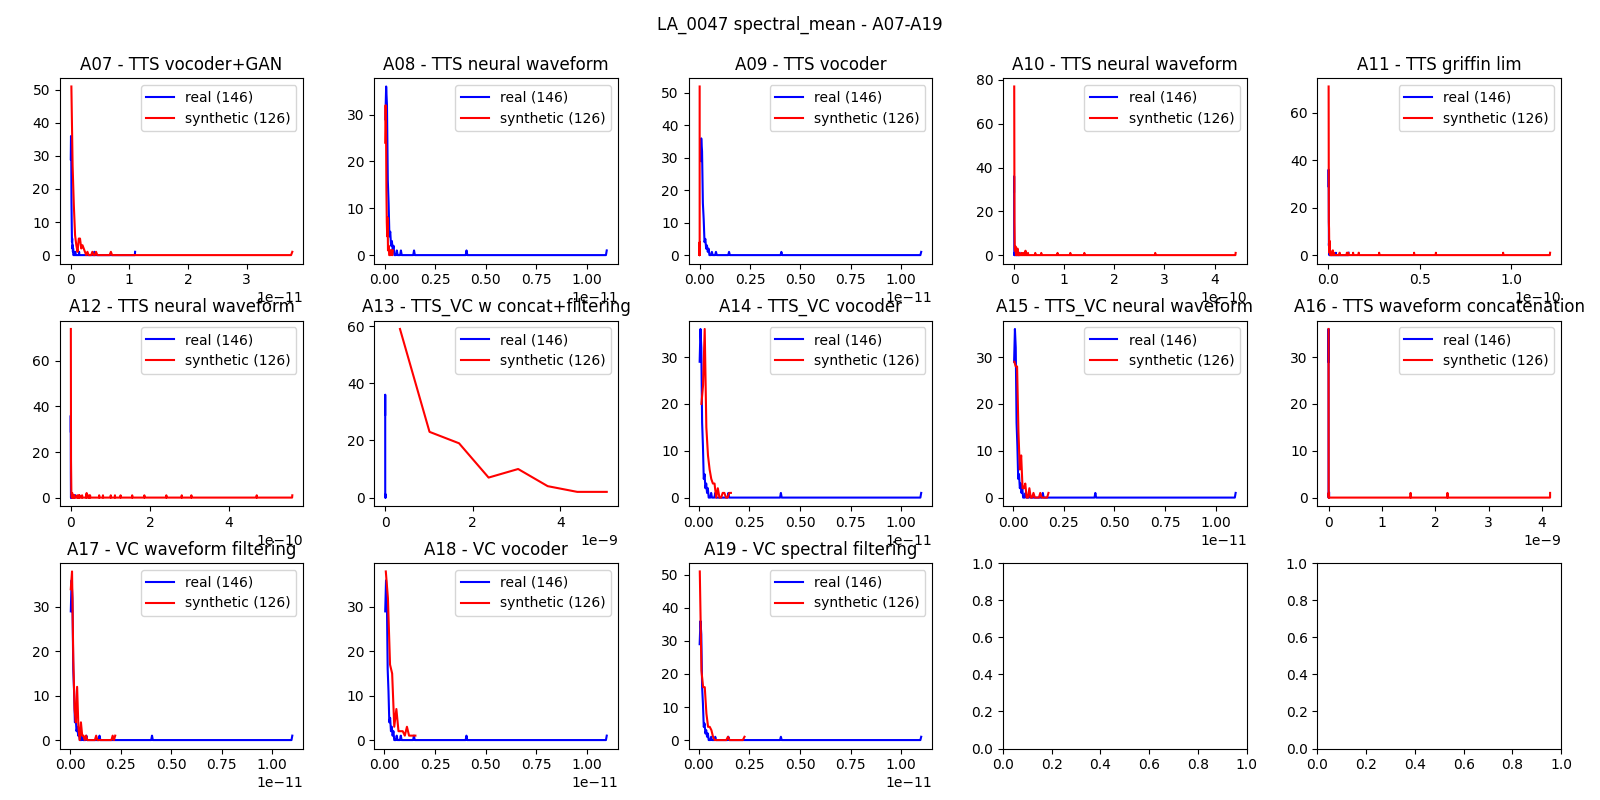 LA_0047 spectral_mean - A07-A19
A07 - TTS vocoder+GAN
real (146)
synthetic (126)
50
40
30
20
10
0
0 1 2 3
1e−11
A08 - TTS neural waveform
real (146)
synthetic (126)
30
20
10
0
0.00 0.25 0.50 0.75 1.00
1e−11
A09 - TTS vocoder
real (146)
synthetic (126)
50
40
30
20
10
0
0.00 0.25 0.50 0.75 1.00
1e−11
A10 - TTS neural waveform
real (146)
synthetic (126)
80
60
40
20
0
0 2 4
1e−10
A11 - TTS griffin lim
real (146)
synthetic (126)
60
40
20
0
0.0 0.5 1.0
1e−10
A12 - TTS neural waveform
real (146)
synthetic (126)
60
40
20
0
0 2 4
1e−10
A13 - TTS_VC w concat+filtering
real (146)
synthetic (126)
60
40
20
0
0 2 4
1e−9
A14 - TTS_VC vocoder
real (146)
synthetic (126)
30
20
10
0
0.00 0.25 0.50 0.75 1.00
1e−11
A15 - TTS_VC neural waveform
real (146)
synthetic (126)
30
20
10
0
0.00 0.25 0.50 0.75 1.00
1e−11
A16 - TTS waveform concatenation
real (146)
synthetic (126)
30
20
10
0
0 1 2 3 4
1e−9
A17 - VC waveform filtering
real (146)
synthetic (126)
30
20
10
0
0.00 0.25 0.50 0.75 1.00
1e−11
A18 - VC vocoder
real (146)
synthetic (126)
30
20
10
0
0.00 0.25 0.50 0.75 1.00
1e−11
A19 - VC spectral filtering
real (146)
synthetic (126)
50
40
30
20
10
0
0.00 0.25 0.50 0.75 1.00
1e−11
1.0
0.8
0.6
0.4
0.2
0.0
0.0 0.2 0.4 0.6 0.8 1.0
1.0
0.8
0.6
0.4
0.2
0.0
0.0 0.2 0.4 0.6 0.8 1.0